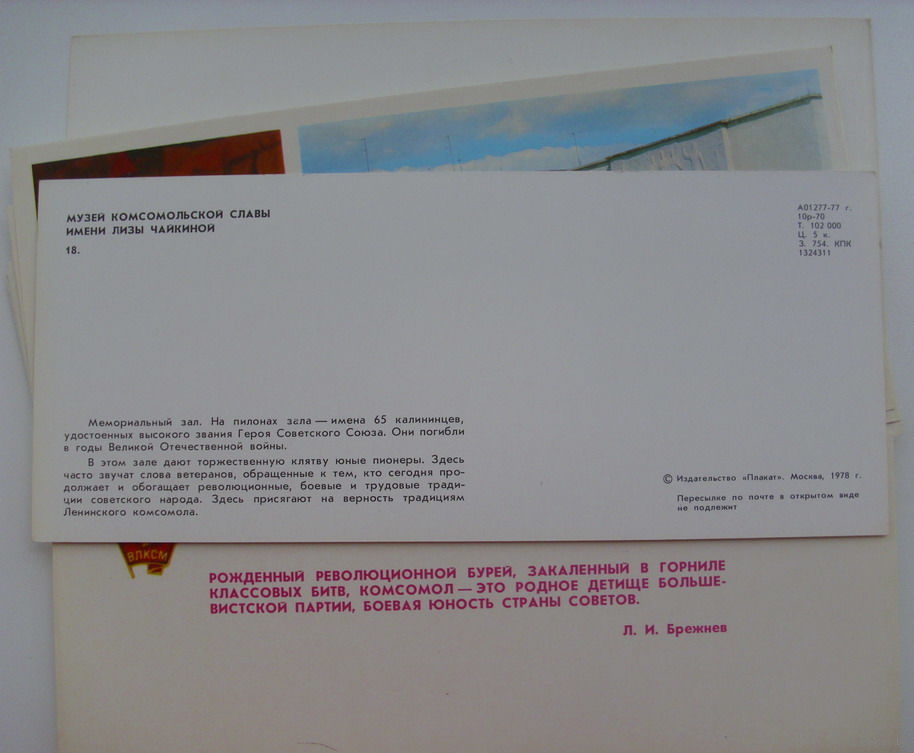 МУЗЕЙ КОМСОМОЛЬСКОЙ СЛАВЫ
ИМЕНИ ЛИЗЫ ЧАЙКИНОЙ
18.
А01277-77 г.
10р-70
Т. 102 000
Ц. 5 к.
З. 754. КПК
1324311
Мемориальный зал. На пилонах зала — имена 65 калининцев,
удостоенных высокого звания Героя Советского Союза. Они погибли
в годы Великой Отечественной войны.
В этом зале дают торжественную клятву юные пионеры. Здесь
часто звучат слова ветеранов, обращенные к тем, кто сегодня про-
должает и обогащает революционные, боевые и трудовые тради-
ции советского народа. Здесь присягают на верность традициям
Ленинского комсомола.
© Издательство «Плакат». Москва, 1978 г.
Пересылке по почте в открытом виде
не подлежит
ВЛКСМ
РОЖДЕННЫЙ РЕВОЛЮЦИОННОЙ БУРЕЙ, ЗАКАЛЕННЫЙ В ГОРНИЛЕ
КЛАССОВЫХ БИТВ, КОМСОМОЛ — ЭТО РОДНОЕ ДЕТИЩЕ БОЛЬШЕ-
ВИСТСКОЙ ПАРТИИ, БОЕВАЯ ЮНОСТЬ СТРАНЫ СОВЕТОВ.
Л. И. Брежнев